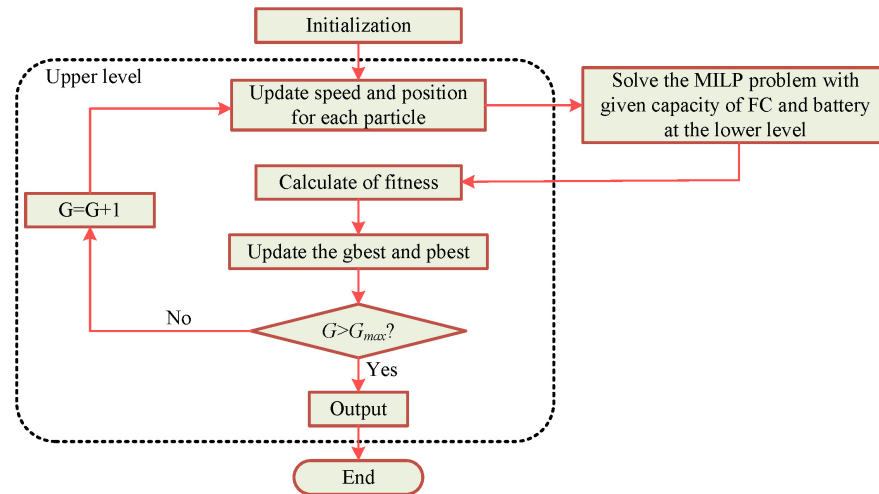 Initialization
Upper level
Update speed and position
for each particle
Solve the MILP problem with
given capacity of FC and battery
at the lower level
Calculate of fitness
G=G+1
Update the gbest and pbest
No
G>Gmax?
Yes
Output
End